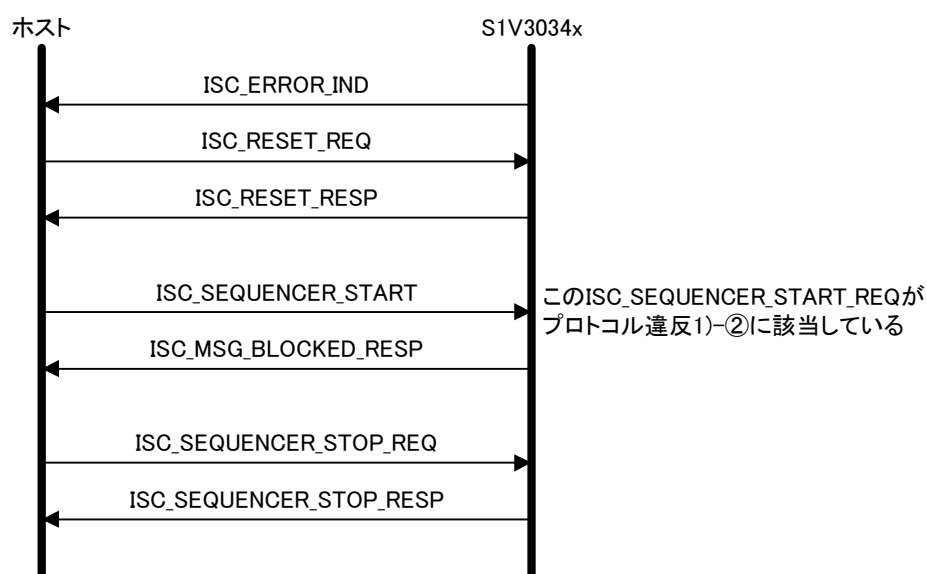 ホスト
S1V3034x
ISC_ERROR_IND
ISC_RESET_REQ
ISC_RESET_RESP
ISC_SEQUENCER_START
このISC_SEQUENCER_START_REQが
プロトコル違反1)-②に該当している
ISC_MSG_BLOCKED_RESP
ISC_SEQUENCER_STOP_REQ
ISC_SEQUENCER_STOP_RESP